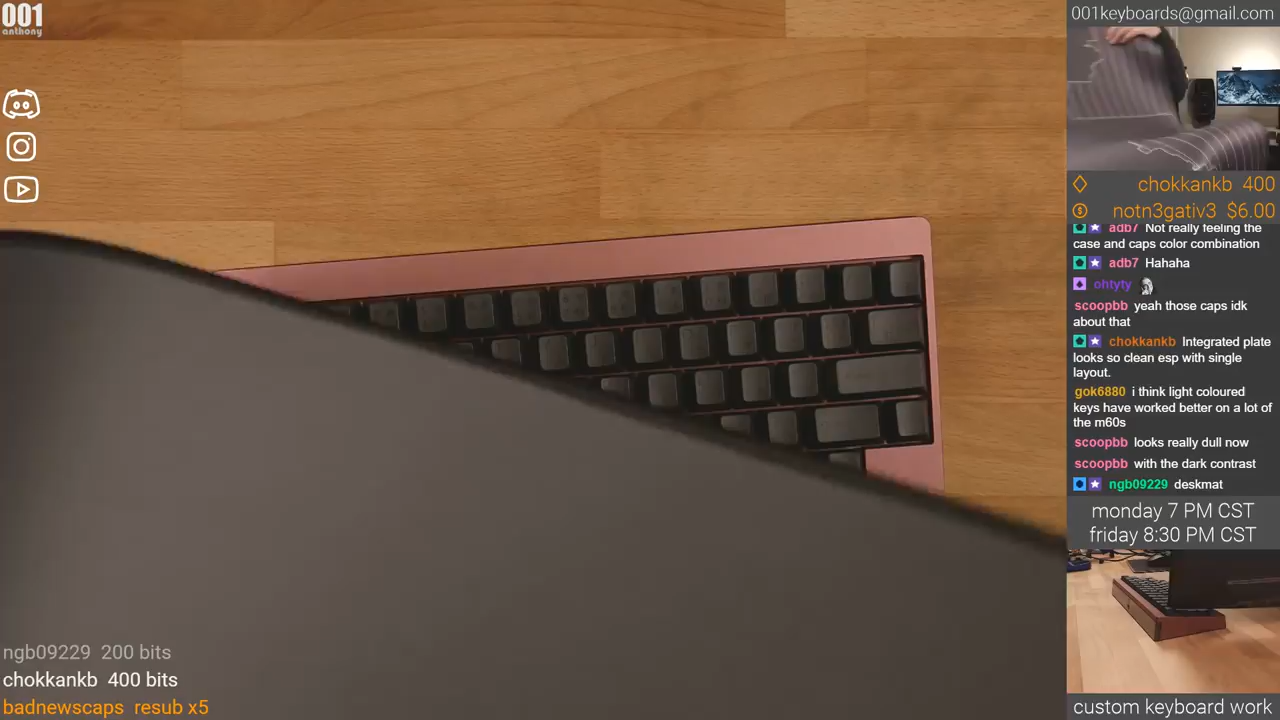 001
anthony
001keyboards@gmail.com
chokkankb 400
notn3gativ3 $6.00
adb7 Not really feeling the
case and caps color combination
adb7 Hahaha
ohtyty
scoopbb yeah those caps idk
about that
chokkankb Integrated plate
looks so clean esp with single
layout.
gok6880 i think light coloured
keys have worked better on a lot of
the m60s
scoopbb looks really dull now
scoopbb with the dark contrast
ngb09229 deskmat
monday 7 PM CST
friday 8:30 PM CST
ngb09229 200 bits
chokkankb 400 bits
badnewscaps resub x5
custom keyboard work